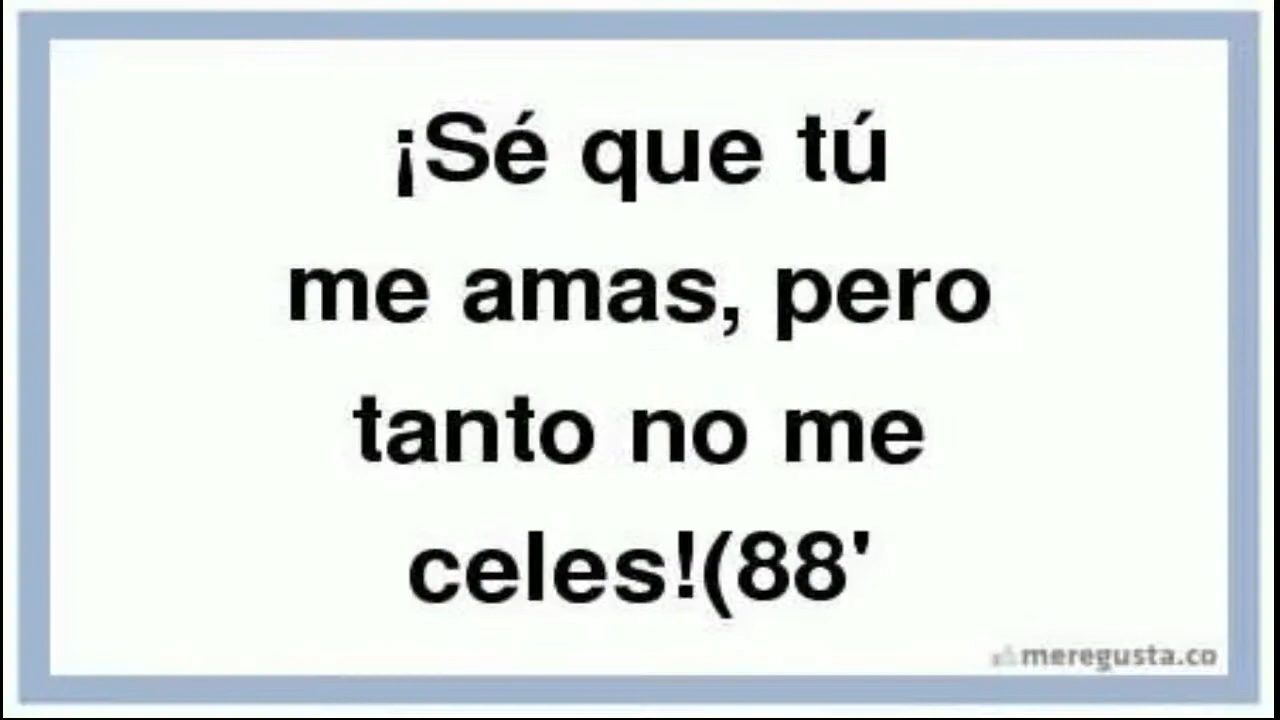 ¡Sé que tú
me amas, pero
tanto no me
celes!(88'
meregusta.co